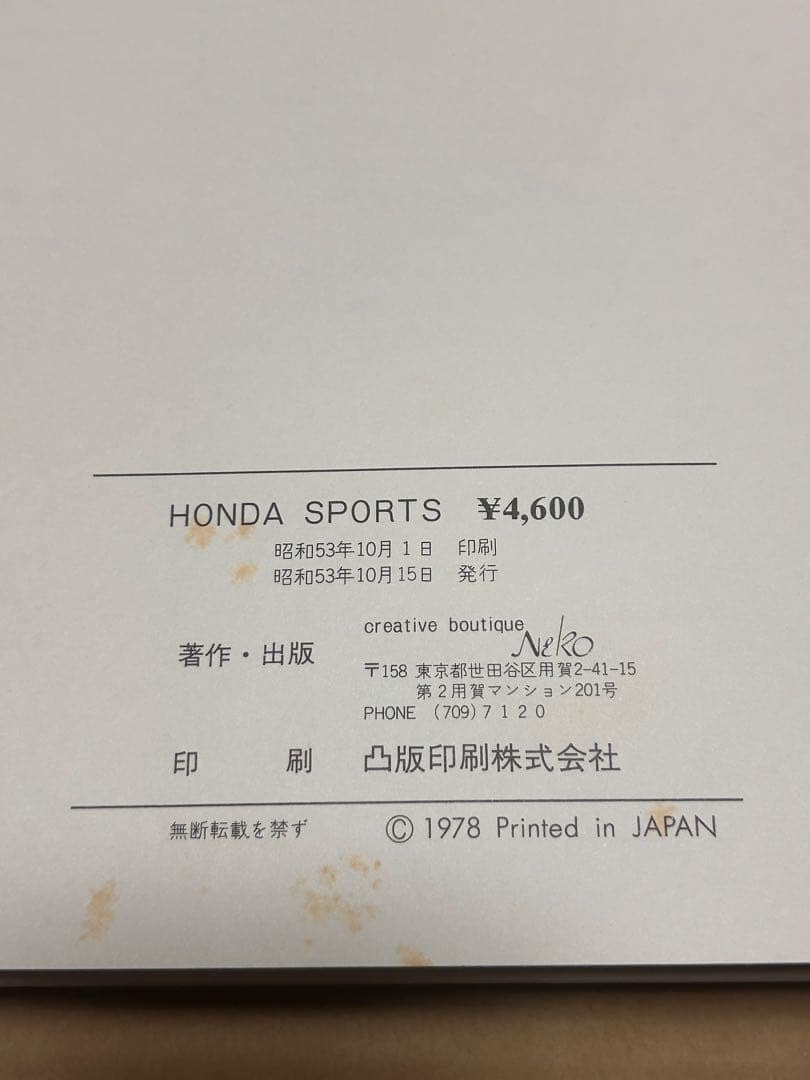 HONDA SPORTS ¥4,600
昭和53年10月1日 印刷
昭和53年10月15日 発行
著作・出版 creative boutique Neko
〒158 東京都世田谷区用賀2-41-15
第2用賀マンション201号
PHONE (709)7120
印刷 凸版印刷株式会社
無断転載を禁ず © 1978 Printed in JAPAN